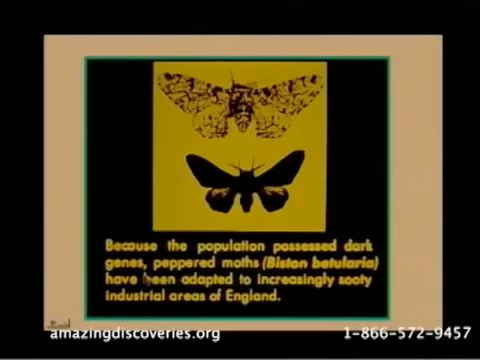 Because the population possessed dark
genes, peppered moths (Biston betularia)
have been adapted to increasingly sooty
industrial areas of England.
amazingdiscoveries.org 1-866-572-9457